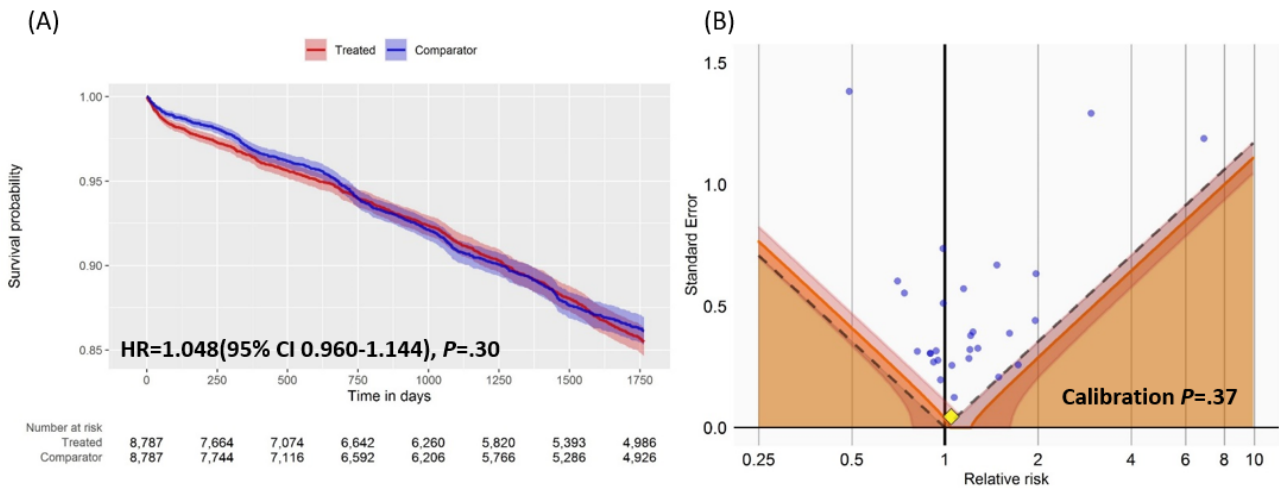 (A)
Treated Comparator
1.00
0.95
0.90
0.85
Survival probability
HR=1.048(95% CI 0.960-1.144), P=.30
0 250 500 750 1000 1250 1500 1750
Time in days
Number at risk
Treated 8,787 7,664 7,074 6,642 6,260 5,820 5,393 4,986
Comparator 8,787 7,744 7,116 6,592 6,206 5,766 5,286 4,926
(B)
1.5
1.0
0.5
0.0
Standard Error
Calibration P=.37
0.25 0.5 1 2 4 6 8 10
Relative risk